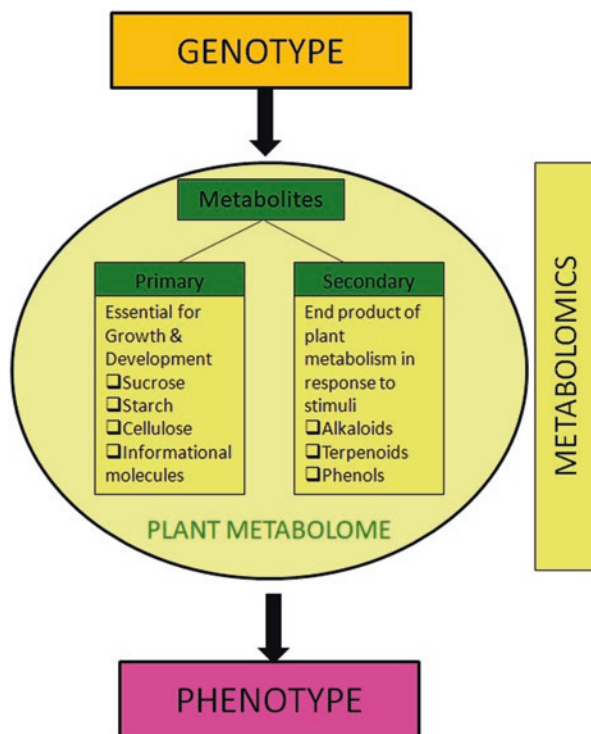 GENOTYPE
Metabolites
Primary
Essential for
Growth &
Development
❑Sucrose
❑Starch
❑Cellulose
❑Informational
molecules
Secondary
End product of
plant
metabolism in
response to
stimuli
❑Alkaloids
❑Terpenoids
❑Phenols
PLANT METABOLOME
METABOLOMICS
PHENOTYPE